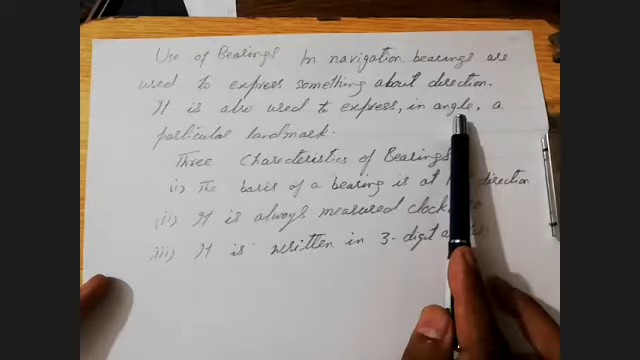 Use of Bearings In navigation bearings are
used to express something about direction.
It is also used to express, in angle, a
particular landmark.
Three Characteristics of Bearings
ii) The basis of a bearing is at direction
(ii) It is always measured
(iii) It is written in 3-digit